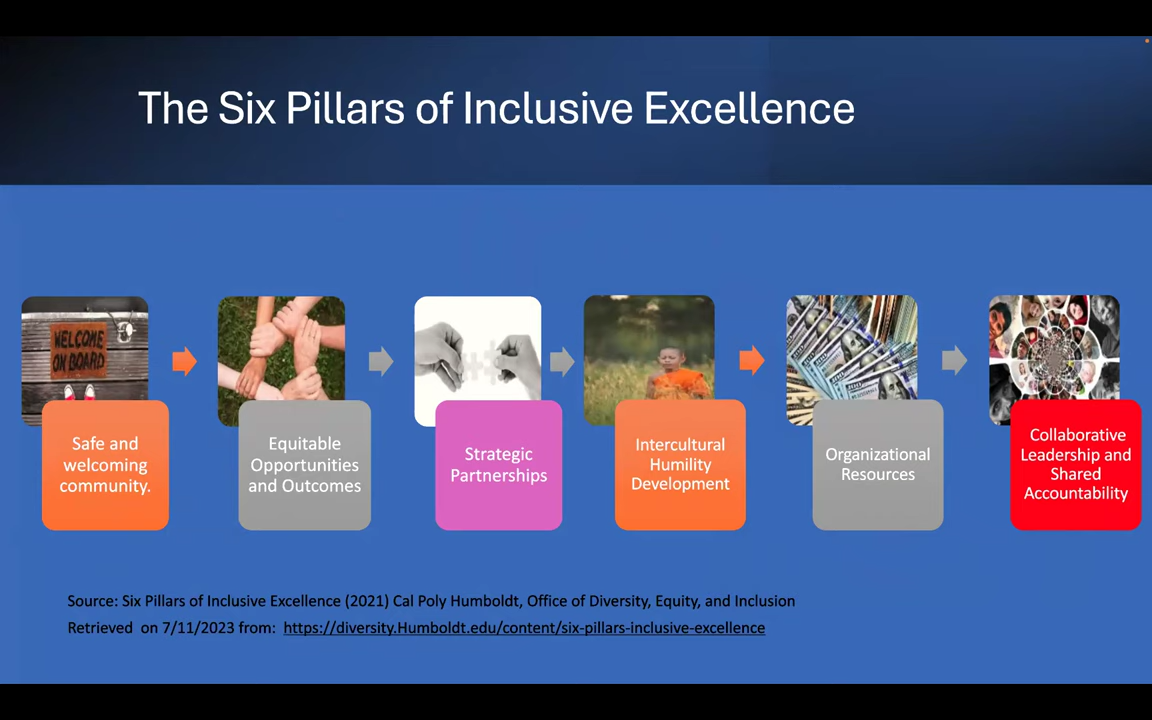 The Six Pillars of Inclusive Excellence
WELCOME
ON BOARD
Safe and
welcoming
community.
Equitable
Opportunities
and Outcomes
Strategic
Partnerships
Intercultural
Humility
Development
Organizational
Resources
Collaborative
Leadership and
Shared
Accountability
Source: Six Pillars of Inclusive Excellence (2021) Cal Poly Humboldt, Office of Diversity, Equity, and Inclusion
Retrieved on 7/11/2023 from: https://diversity.Humboldt.edu/content/six-pillars-inclusive-excellence